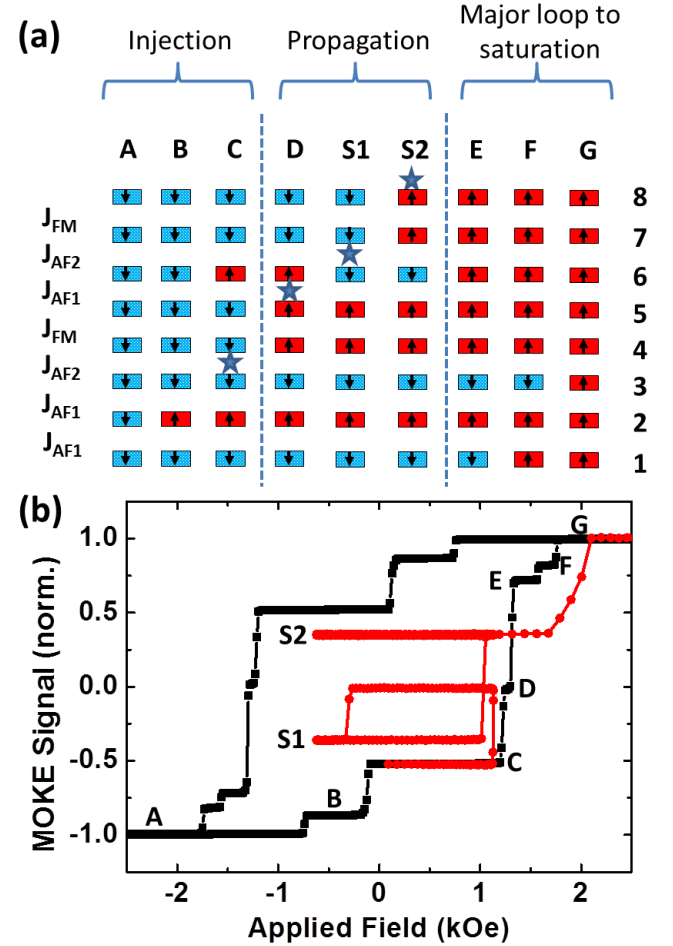 (a)
Injection
Propagation
Major loop to
saturation
A B C D S1 S2 E F G
8
J_FM
7
J_AF2
6
J_AF1
5
J_FM
4
J_AF2
3
J_AF1
2
J_AF1
1
(b)
MOKE Signal (norm.)
1.0
0.5
0.0
-0.5
-1.0
G
F
E
S2
D
S1
C
B
A
-2 -1 0 1 2
Applied Field (kOe)